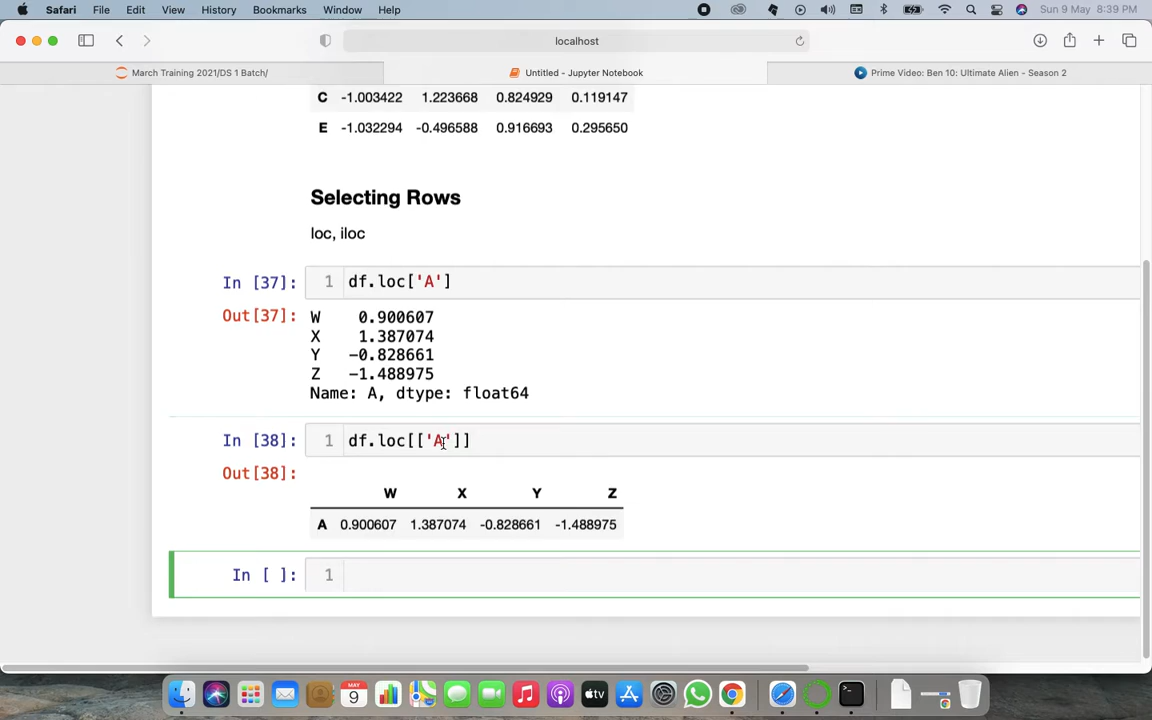 Safari File Edit View History Bookmarks Window Help Sun 9 May 8:39 PM
localhost
March Training 2021/DS 1 Batch/ Untitled - Jupyter Notebook Prime Video: Ben 10: Ultimate Alien - Season 2
C -1.003422 1.223668 0.824929 0.119147
E -1.032294 -0.496588 0.916693 0.295650
Selecting Rows
loc, iloc
In [37]: 1 df.loc['A']
Out[37]: W 0.900607
X 1.387074
Y -0.828661
Z -1.488975
Name: A, dtype: float64
In [38]: 1 df.loc[['A']]
Out[38]:
W X Y Z
A 0.900607 1.387074 -0.828661 -1.488975
In [ ]: 1
MAY
9
tv